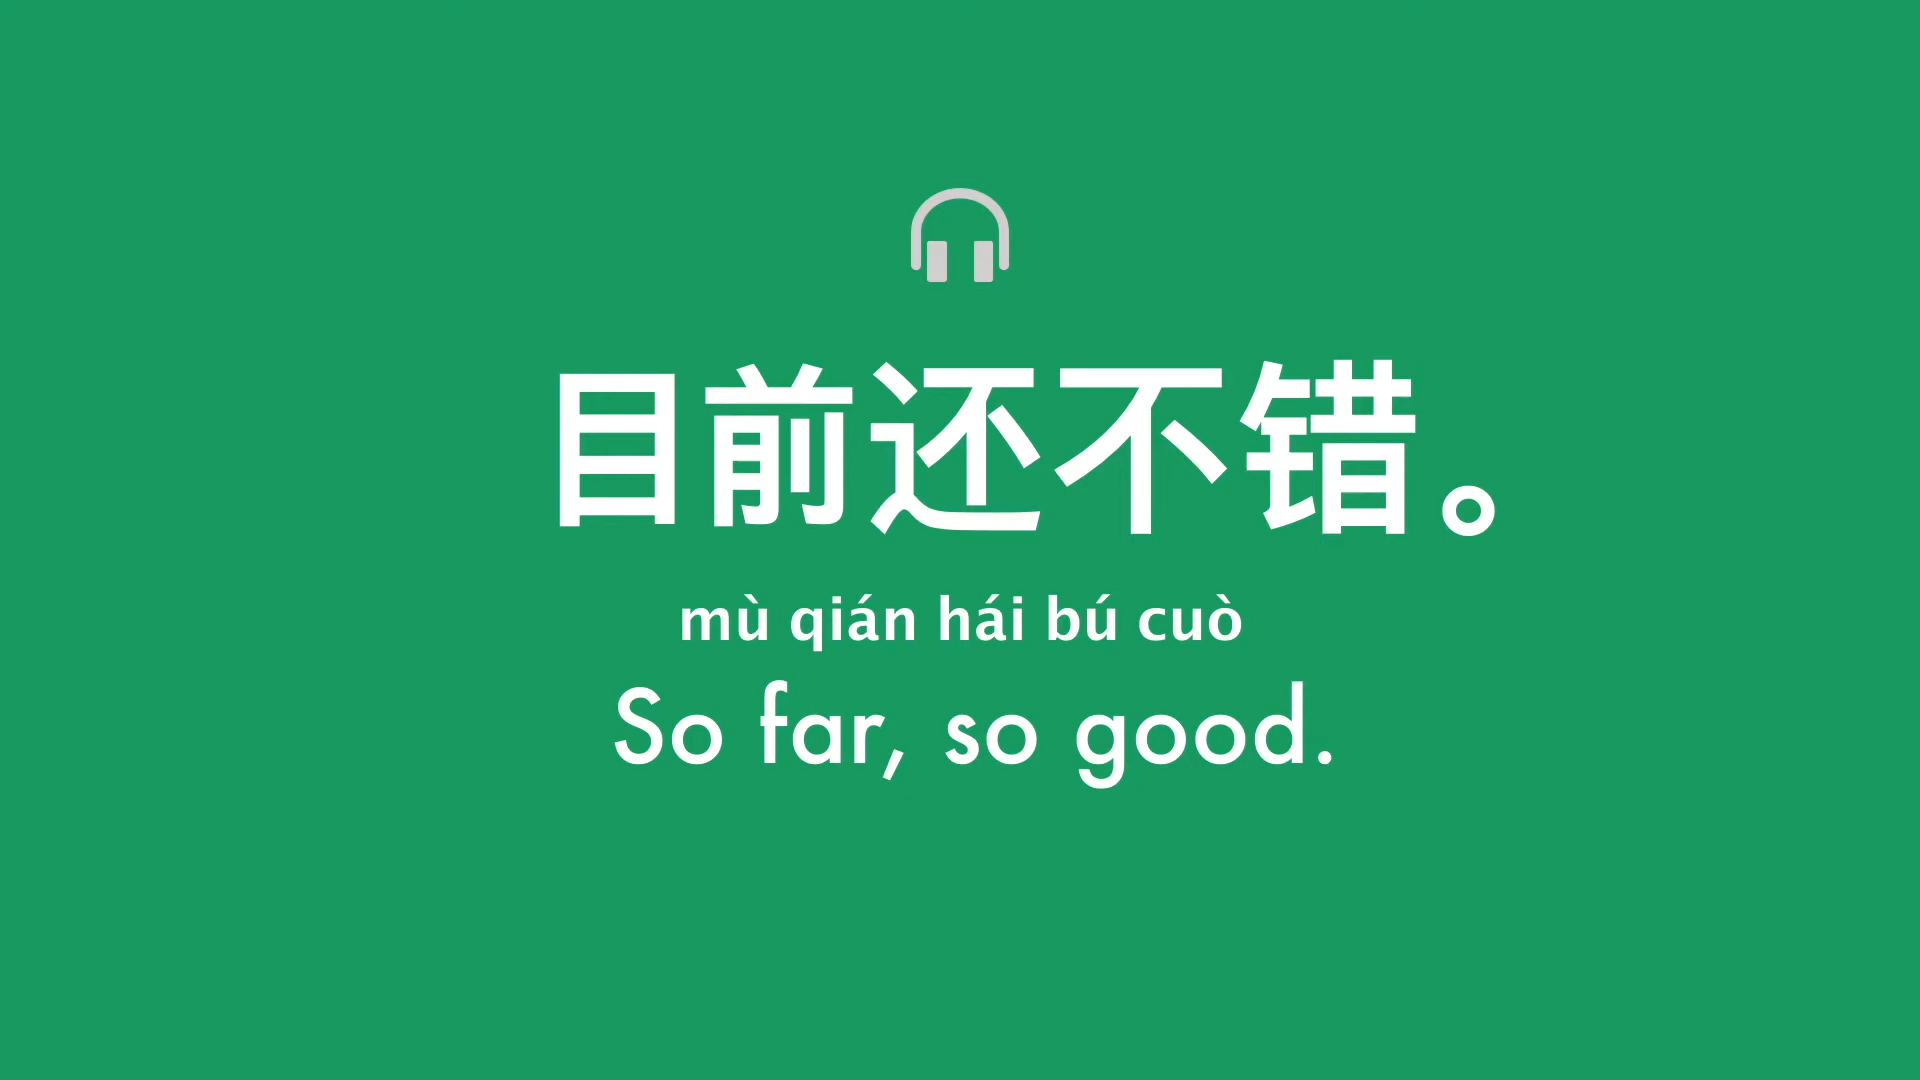 目前还不错。
mù qián hái bú cuò
So far, so good.